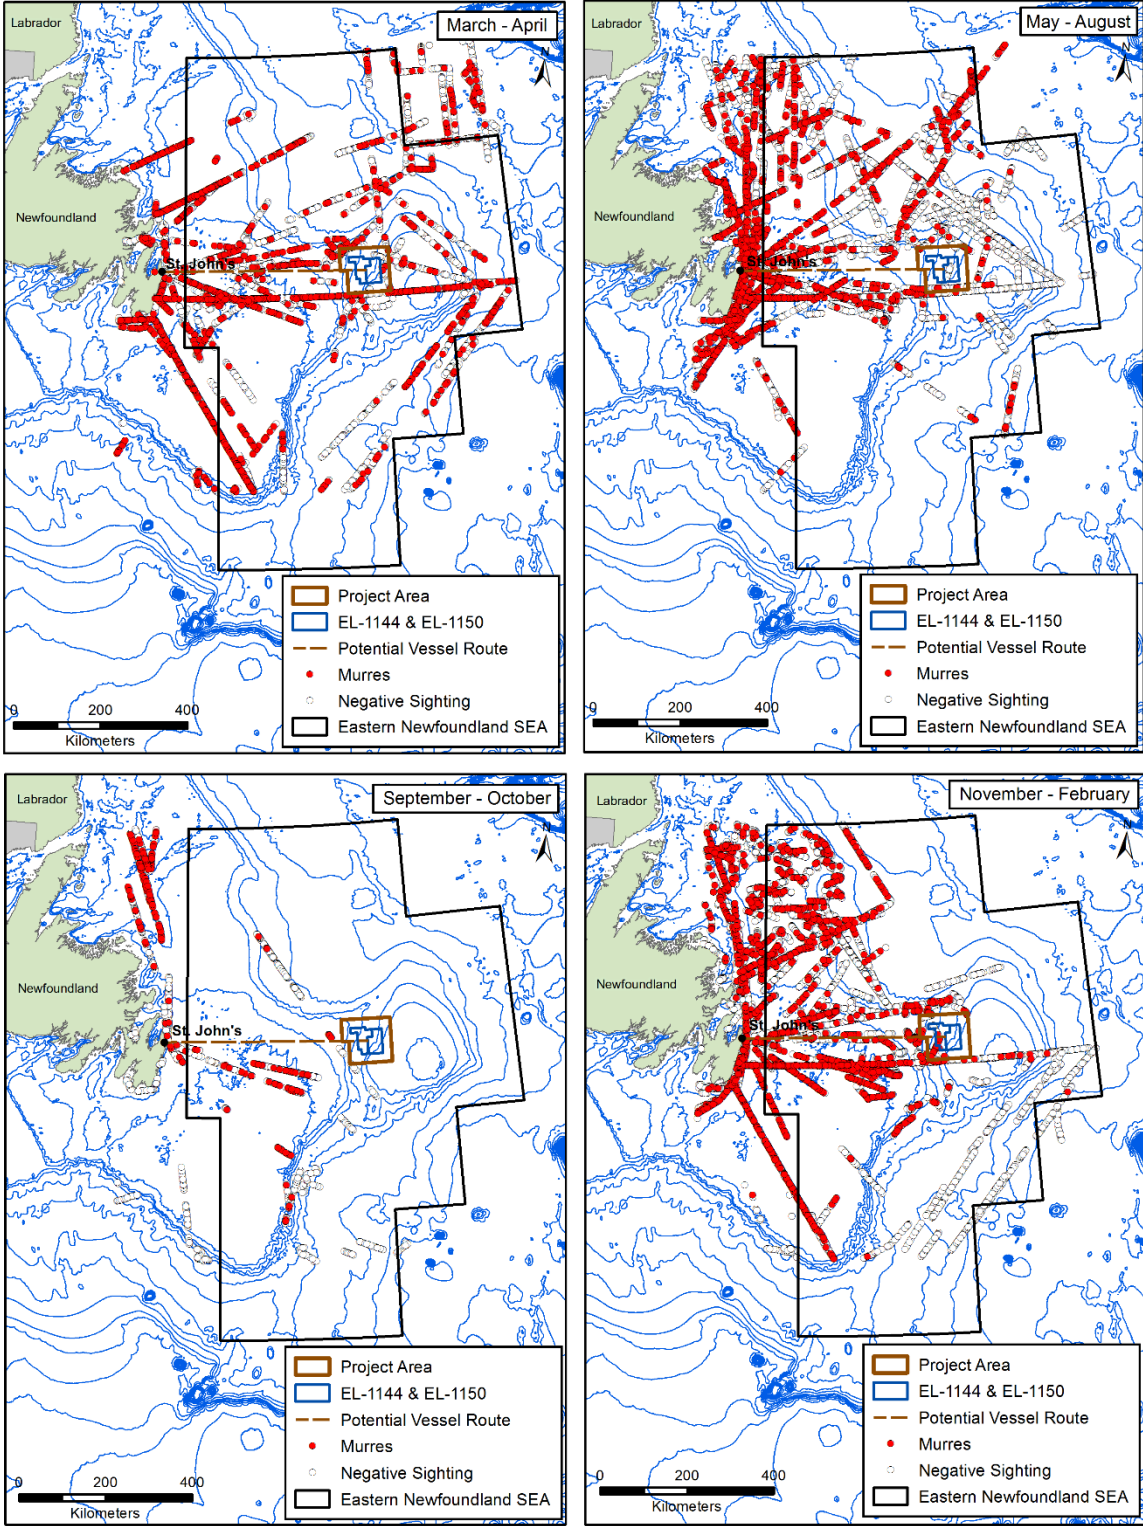 Labrador
March - April
N
Newfoundland
St. John's
Project Area
EL-1144 & EL-1150
Potential Vessel Route
Murres
Negative Sighting
Eastern Newfoundland SEA
0 200 400
Kilometers
Labrador
May - August
N
Newfoundland
St. John's
Project Area
EL-1144 & EL-1150
Potential Vessel Route
Murres
Negative Sighting
Eastern Newfoundland SEA
0 200 400
Kilometers
Labrador
September - October
N
Newfoundland
St. John's
Project Area
EL-1144 & EL-1150
Potential Vessel Route
Murres
Negative Sighting
Eastern Newfoundland SEA
0 200 400
Kilometers
Labrador
November - February
N
Newfoundland
St. John's
Project Area
EL-1144 & EL-1150
Potential Vessel Route
Murres
Negative Sighting
Eastern Newfoundland SEA
0 200 400
Kilometers